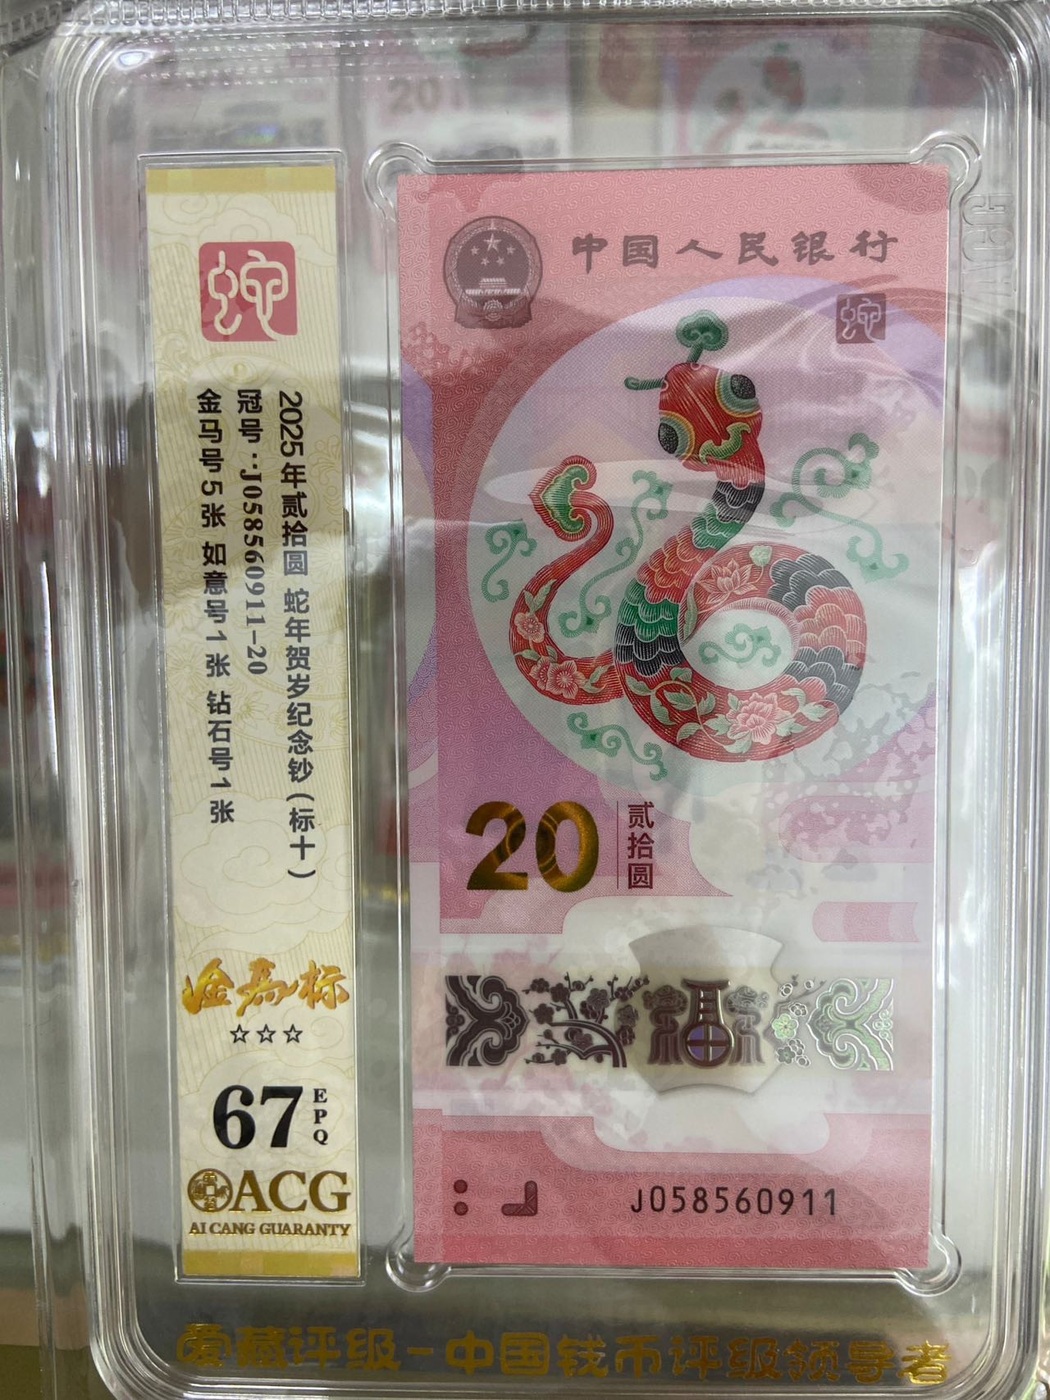 蛇
2025年贰拾圆 蛇年贺岁纪念钞(标十)
冠号:J058560911-20
金马号5张 如意号1张 钻石号1张
金马标
☆☆☆
67 EPQ
ACG
AI CANG GUARANTY
中国人民银行
蛇
20 贰拾圆
J058560911
爱藏评级-中国钱币评级领导者
20